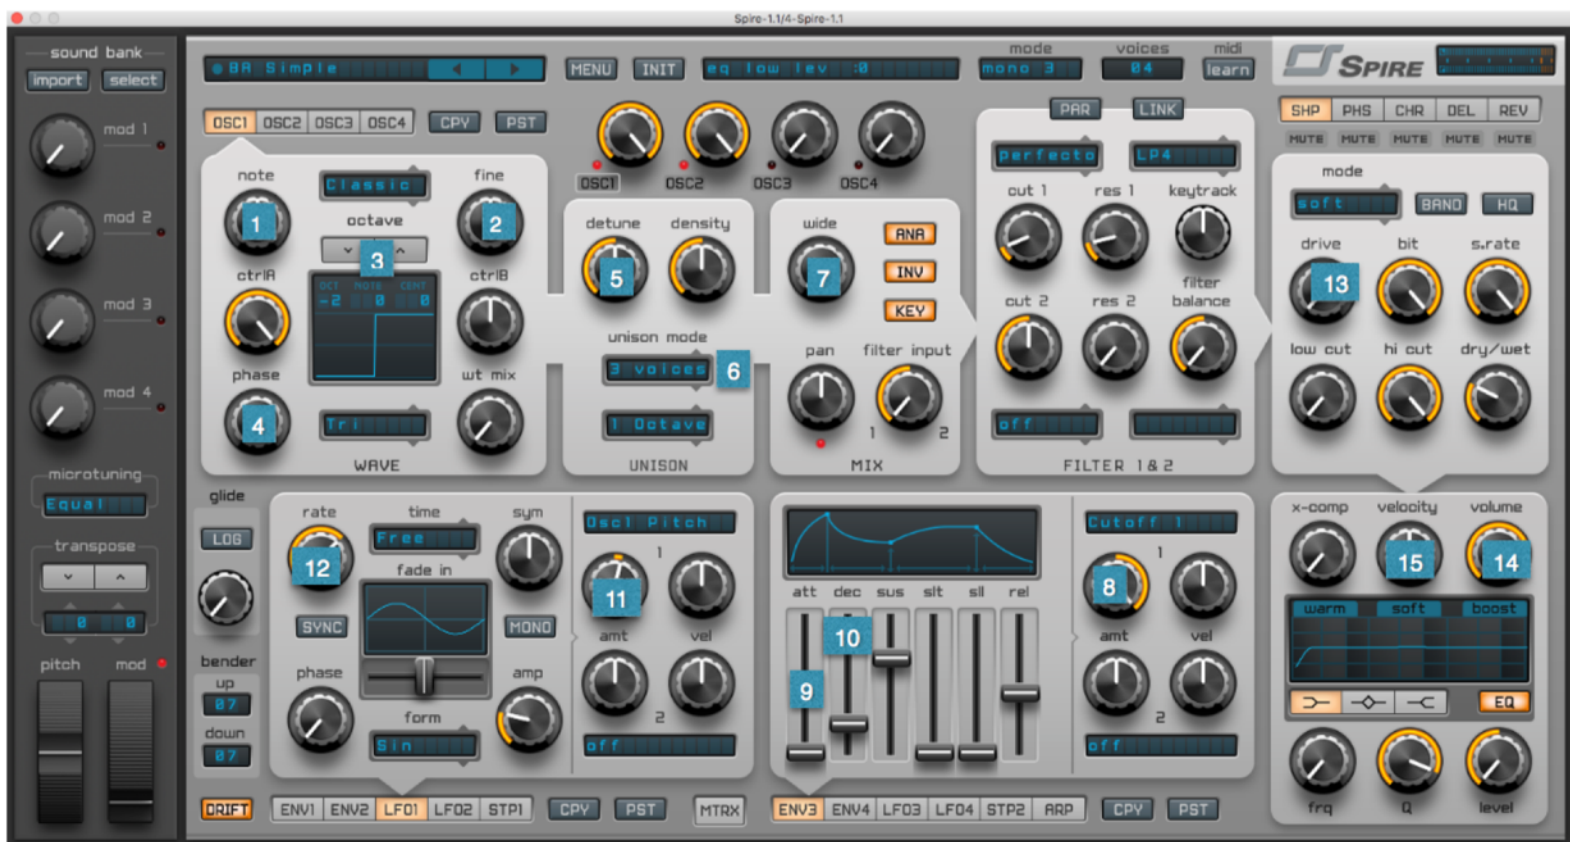 Spire-1.1/4-Spire-1.1
sound bank
import select
mod 1
mod 2
mod 3
mod 4
microtuning
Equal
transpose
0 0
pitch mod
BA Simple
MENU INIT
eq low lev :0
mode
mono 3
voices
04
midi
learn
SPIRE
OSC1 OSC2 OSC3 OSC4 CPY PST
OSC1 OSC2 OSC3 OSC4
note
Classic
fine
1
octave
2
3
ctrlA
ctrlB
OCT NOTE CENT
-2 0 0
phase
wt mix
4
Tri
WAVE
detune density
5
unison mode
3 voices 6
1 Octave
UNISON
wide
7
ANA
INV
KEY
pan filter input
1 2
MIX
PAR LINK
perfecto LP4
cut 1 res 1 keytrack
cut 2 res 2 filter balance
off
FILTER 1&2
SHP PHS CHR DEL REV
MUTE MUTE MUTE MUTE MUTE
mode
soft BAND HQ
drive bit s.rate
13
low cut hi cut dry/wet
glide
LOG
bender
up
07
down
07
DRIFT
rate time sym
Free
12
fade in
SYNC MONO
phase amp
form
Sin
Osc1 Pitch
1
11
amt vel
2
off
ENV1 ENV2 LFO1 LFO2 STP1 CPY PST MTRX
att dec sus slt sll rel
10
9
Cutoff 1
1
8
amt vel
2
off
ENV3 ENV4 LFO3 LFO4 STP2 ARP CPY PST
x-comp velocity volume
15 14
warm soft boost
EQ
frq Q level